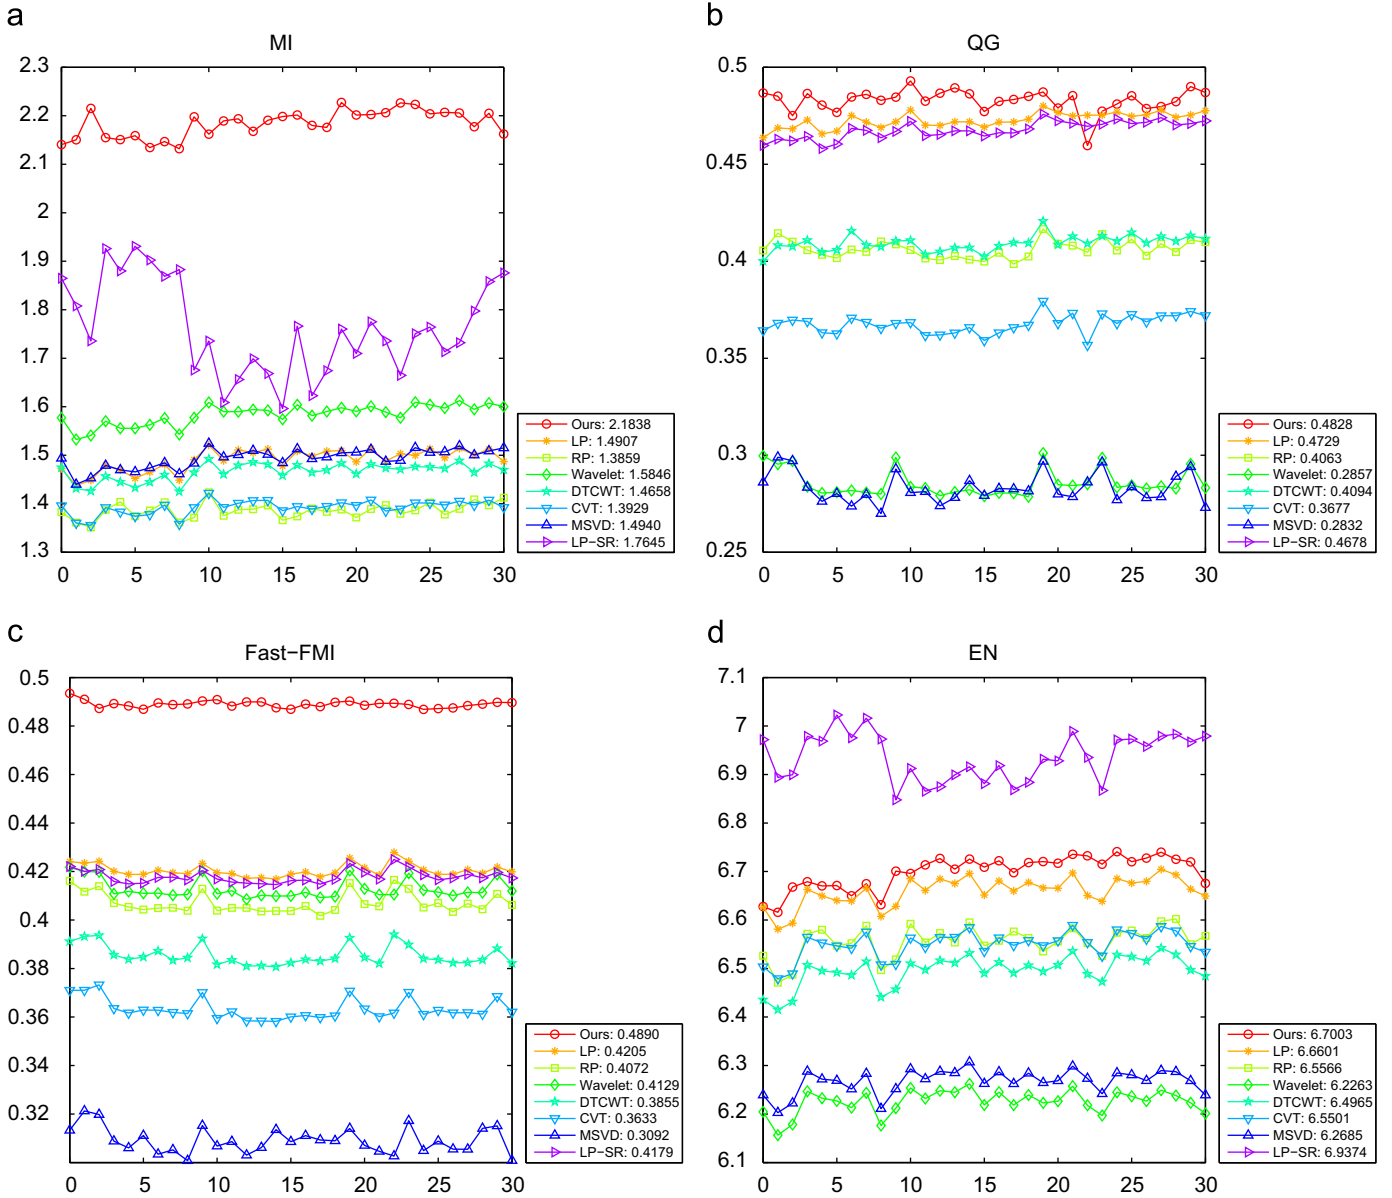 a
MI
2.3
2.2
2.1
2
1.9
1.8
1.7
1.6
1.5
1.4
1.3
0 5 10 15 20 25 30
Ours: 2.1838
LP: 1.4907
RP: 1.3859
Wavelet: 1.5846
DTCWT: 1.4658
CVT: 1.3929
MSVD: 1.4940
LP−SR: 1.7645
b
QG
0.5
0.45
0.4
0.35
0.3
0.25
0 5 10 15 20 25 30
Ours: 0.4828
LP: 0.4729
RP: 0.4063
Wavelet: 0.2857
DTCWT: 0.4094
CVT: 0.3677
MSVD: 0.2832
LP−SR: 0.4678
c
Fast−FMI
0.5
0.48
0.46
0.44
0.42
0.4
0.38
0.36
0.34
0.32
0 5 10 15 20 25 30
Ours: 0.4890
LP: 0.4205
RP: 0.4072
Wavelet: 0.4129
DTCWT: 0.3855
CVT: 0.3633
MSVD: 0.3092
LP−SR: 0.4179
d
EN
7.1
7
6.9
6.8
6.7
6.6
6.5
6.4
6.3
6.2
6.1
0 5 10 15 20 25 30
Ours: 6.7003
LP: 6.6601
RP: 6.5566
Wavelet: 6.2263
DTCWT: 6.4965
CVT: 6.5501
MSVD: 6.2685
LP−SR: 6.9374